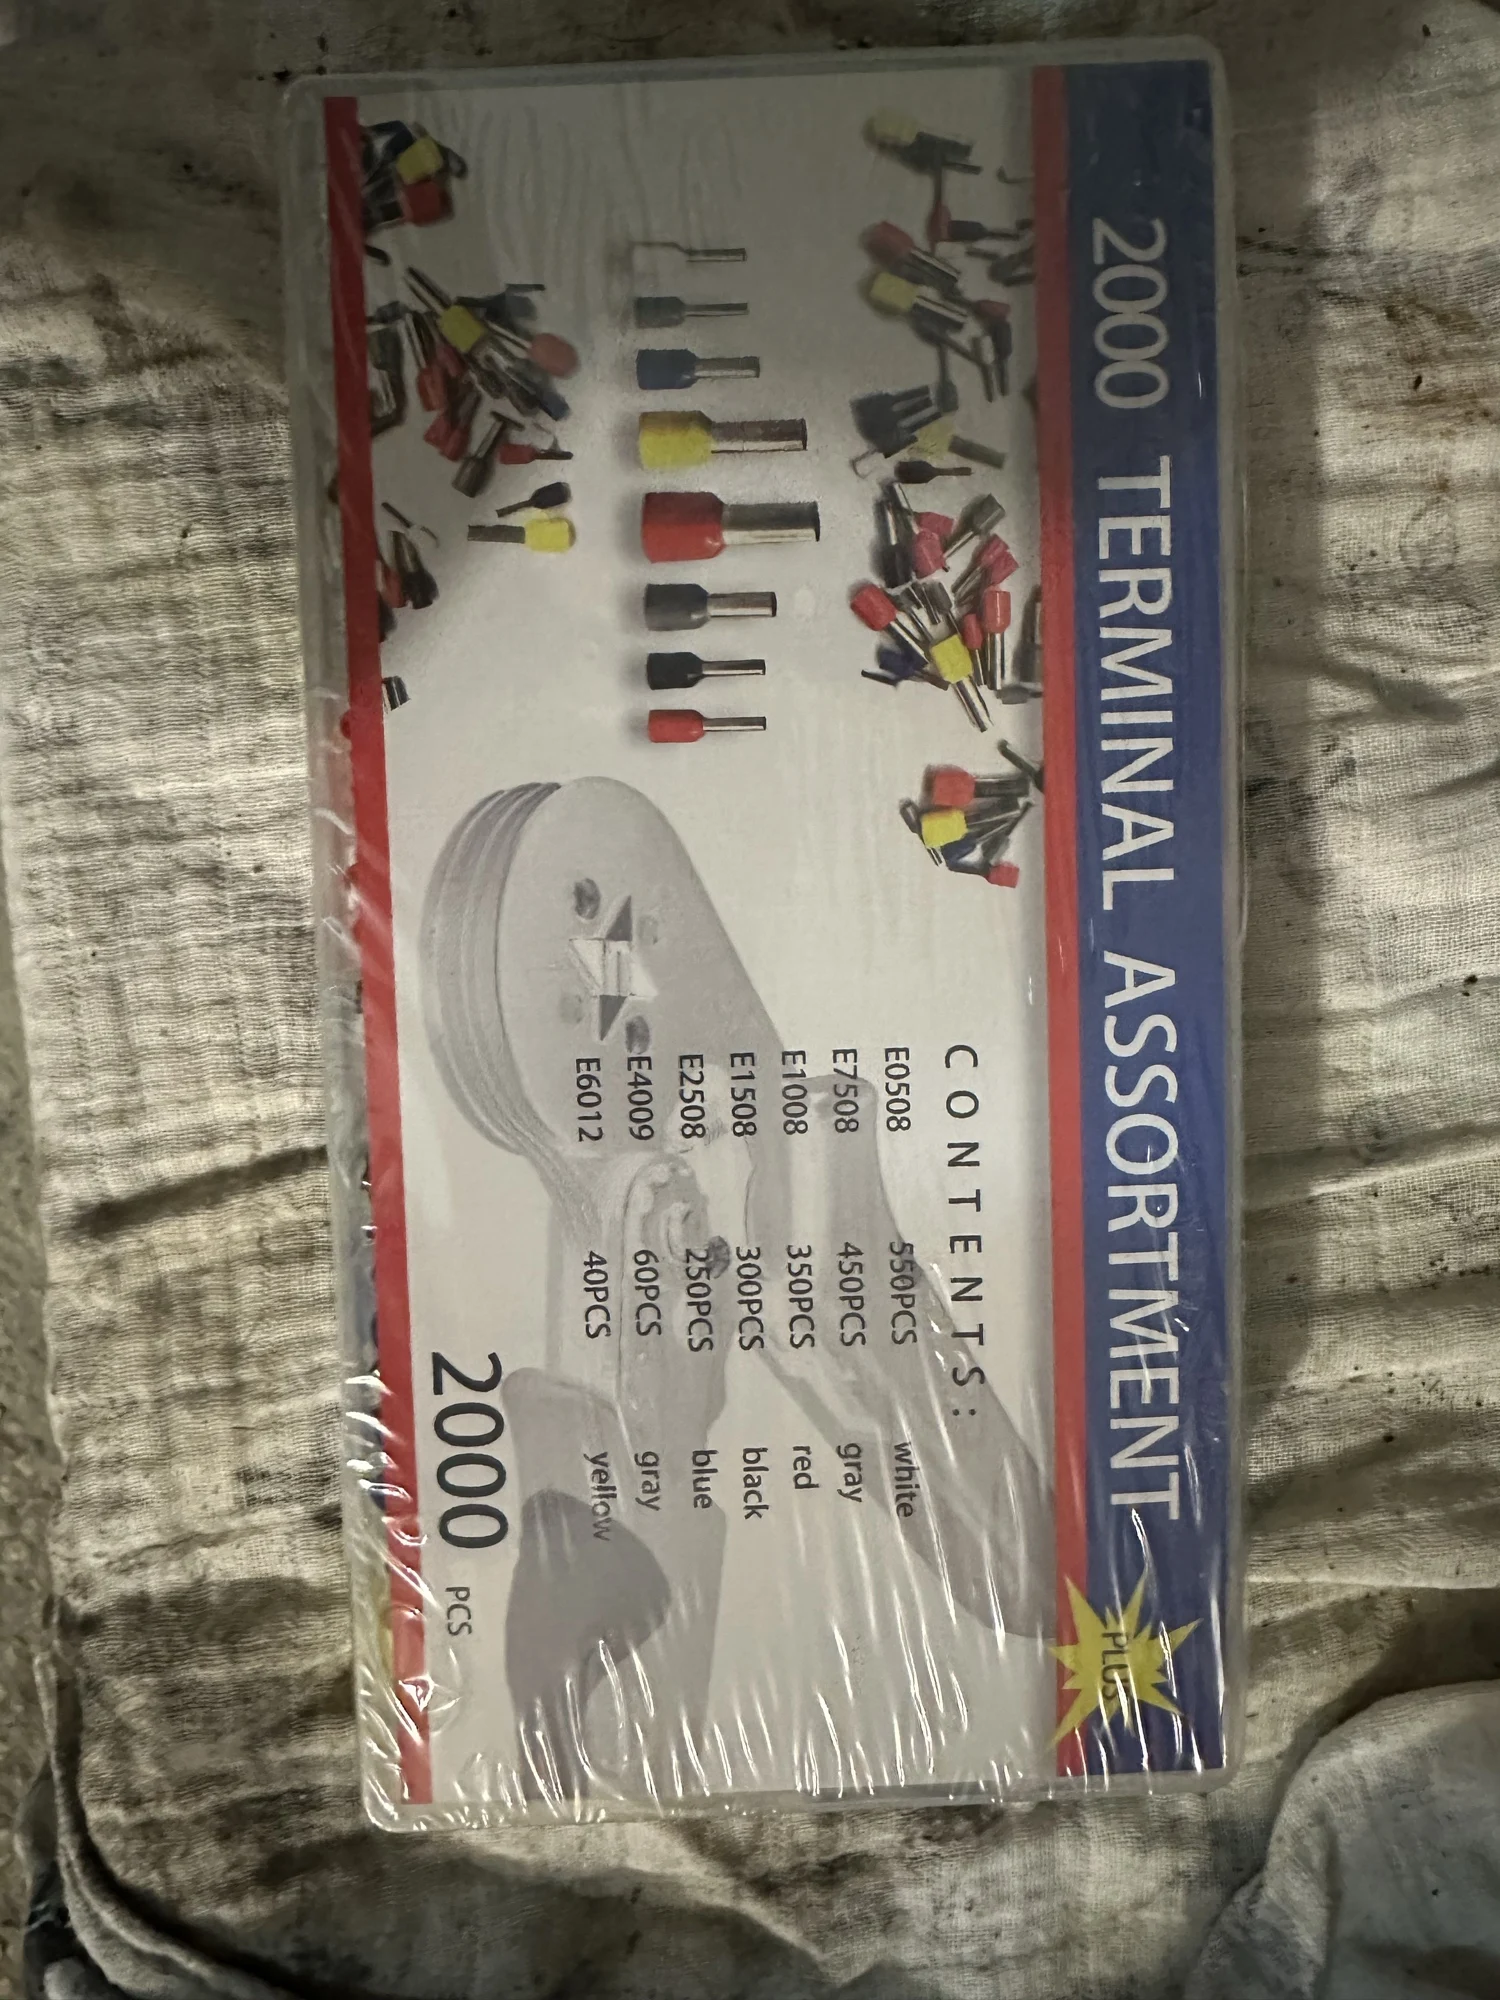 2000 TERMINAL ASSORTMENT
PLUS
CONTENTS:
E0508 550PCS white
E7508 450PCS gray
E1008 350PCS red
E1508 300PCS black
E2508 250PCS blue
E4009 60PCS gray
E6012 40PCS yellow
2000 PCS